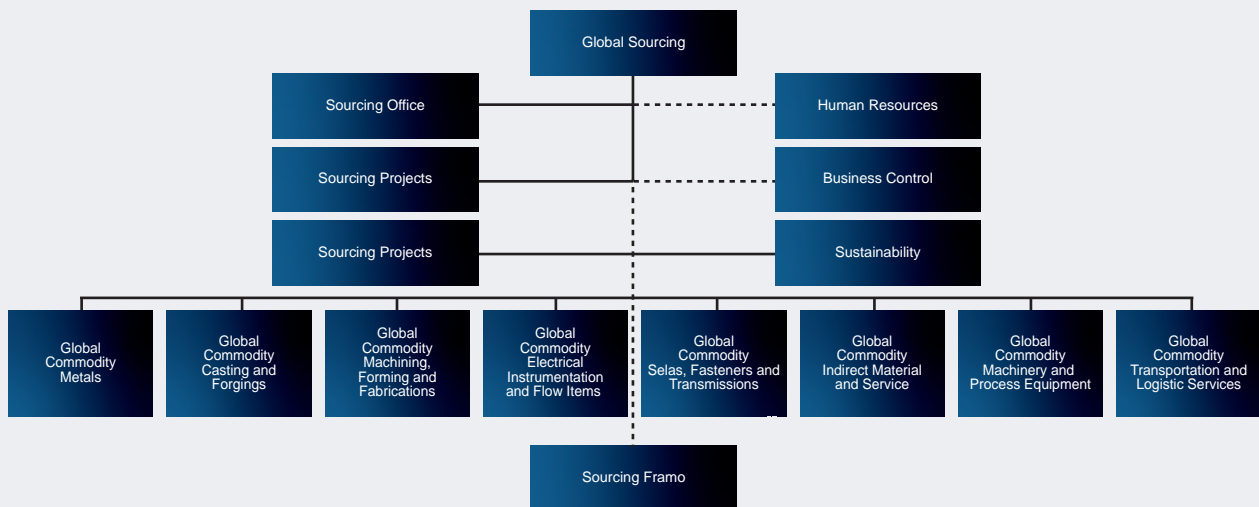 Global Sourcing
Sourcing Office
Human Resources
Sourcing Projects
Business Control
Sourcing Projects
Sustainability
Global
Commodity
Metals
Global
Commodity
Casting and
Forgings
Global
Commodity
Machining,
Forming and
Fabrications
Global
Commodity
Electrical
Instrumentation
and Flow Items
Global
Commodity
Selas, Fasteners and
Transmissions
Global
Commodity
Indirect Material
and Service
Global
Commodity
Machinery and
Process Equipment
Global
Commodity
Transportation and
Logistic Services
Sourcing Framo